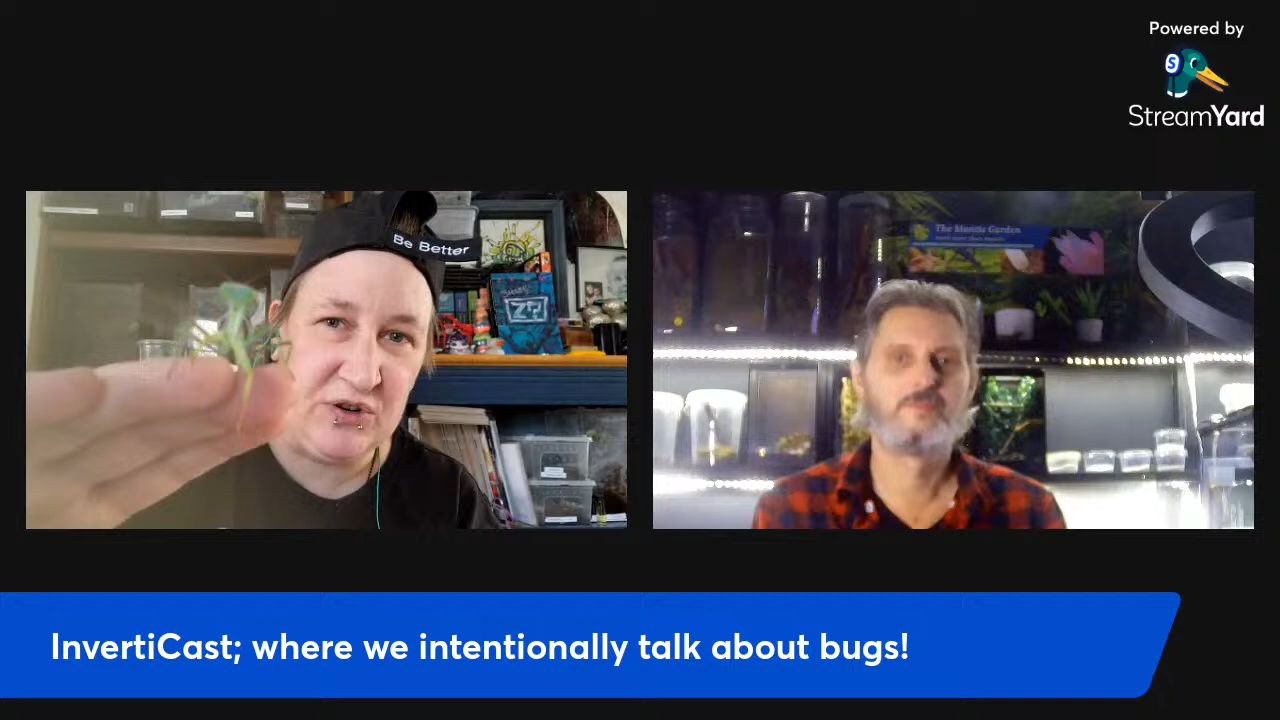 Powered by
S
StreamYard
Be Better
The Mantis Garden
Z?
InvertiCast; where we intentionally talk about bugs!